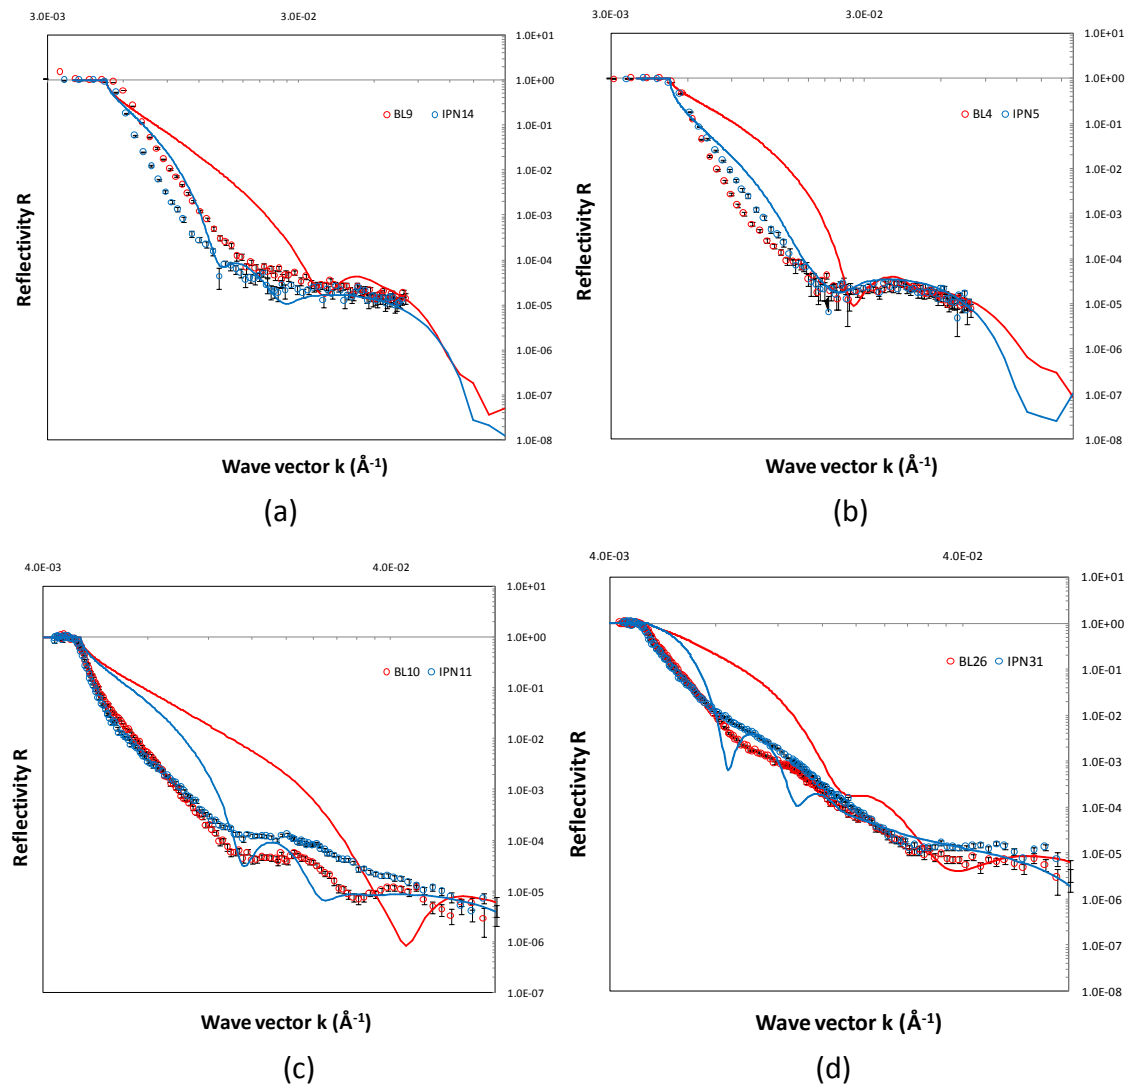 3.0E-03 3.0E-02
1.0E+01
1.0E+00
1.0E-01
1.0E-02
1.0E-03
1.0E-04
1.0E-05
1.0E-06
1.0E-07
1.0E-08
BL9 IPN14
Reflectivity R
Wave vector k (Å⁻¹)
(a)
3.0E-03 3.0E-02
1.0E+01
1.0E+00
1.0E-01
1.0E-02
1.0E-03
1.0E-04
1.0E-05
1.0E-06
1.0E-07
1.0E-08
BL4 IPN5
Reflectivity R
Wave vector k (Å⁻¹)
(b)
4.0E-03 4.0E-02
1.0E+01
1.0E+00
1.0E-01
1.0E-02
1.0E-03
1.0E-04
1.0E-05
1.0E-06
1.0E-07
BL10 IPN11
Reflectivity R
Wave vector k (Å⁻¹)
(c)
4.0E-03 4.0E-02
1.0E+01
1.0E+00
1.0E-01
1.0E-02
1.0E-03
1.0E-04
1.0E-05
1.0E-06
1.0E-07
1.0E-08
BL26 IPN31
Reflectivity R
Wave vector k (Å⁻¹)
(d)